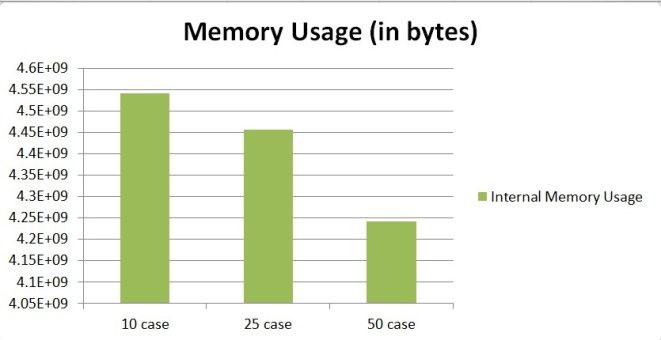 Memory Usage (in bytes)
4.6E+09
4.55E+09
4.5E+09
4.45E+09
4.4E+09
4.35E+09
4.3E+09
4.25E+09
4.2E+09
4.15E+09
4.1E+09
4.05E+09
Internal Memory Usage
10 case 25 case 50 case